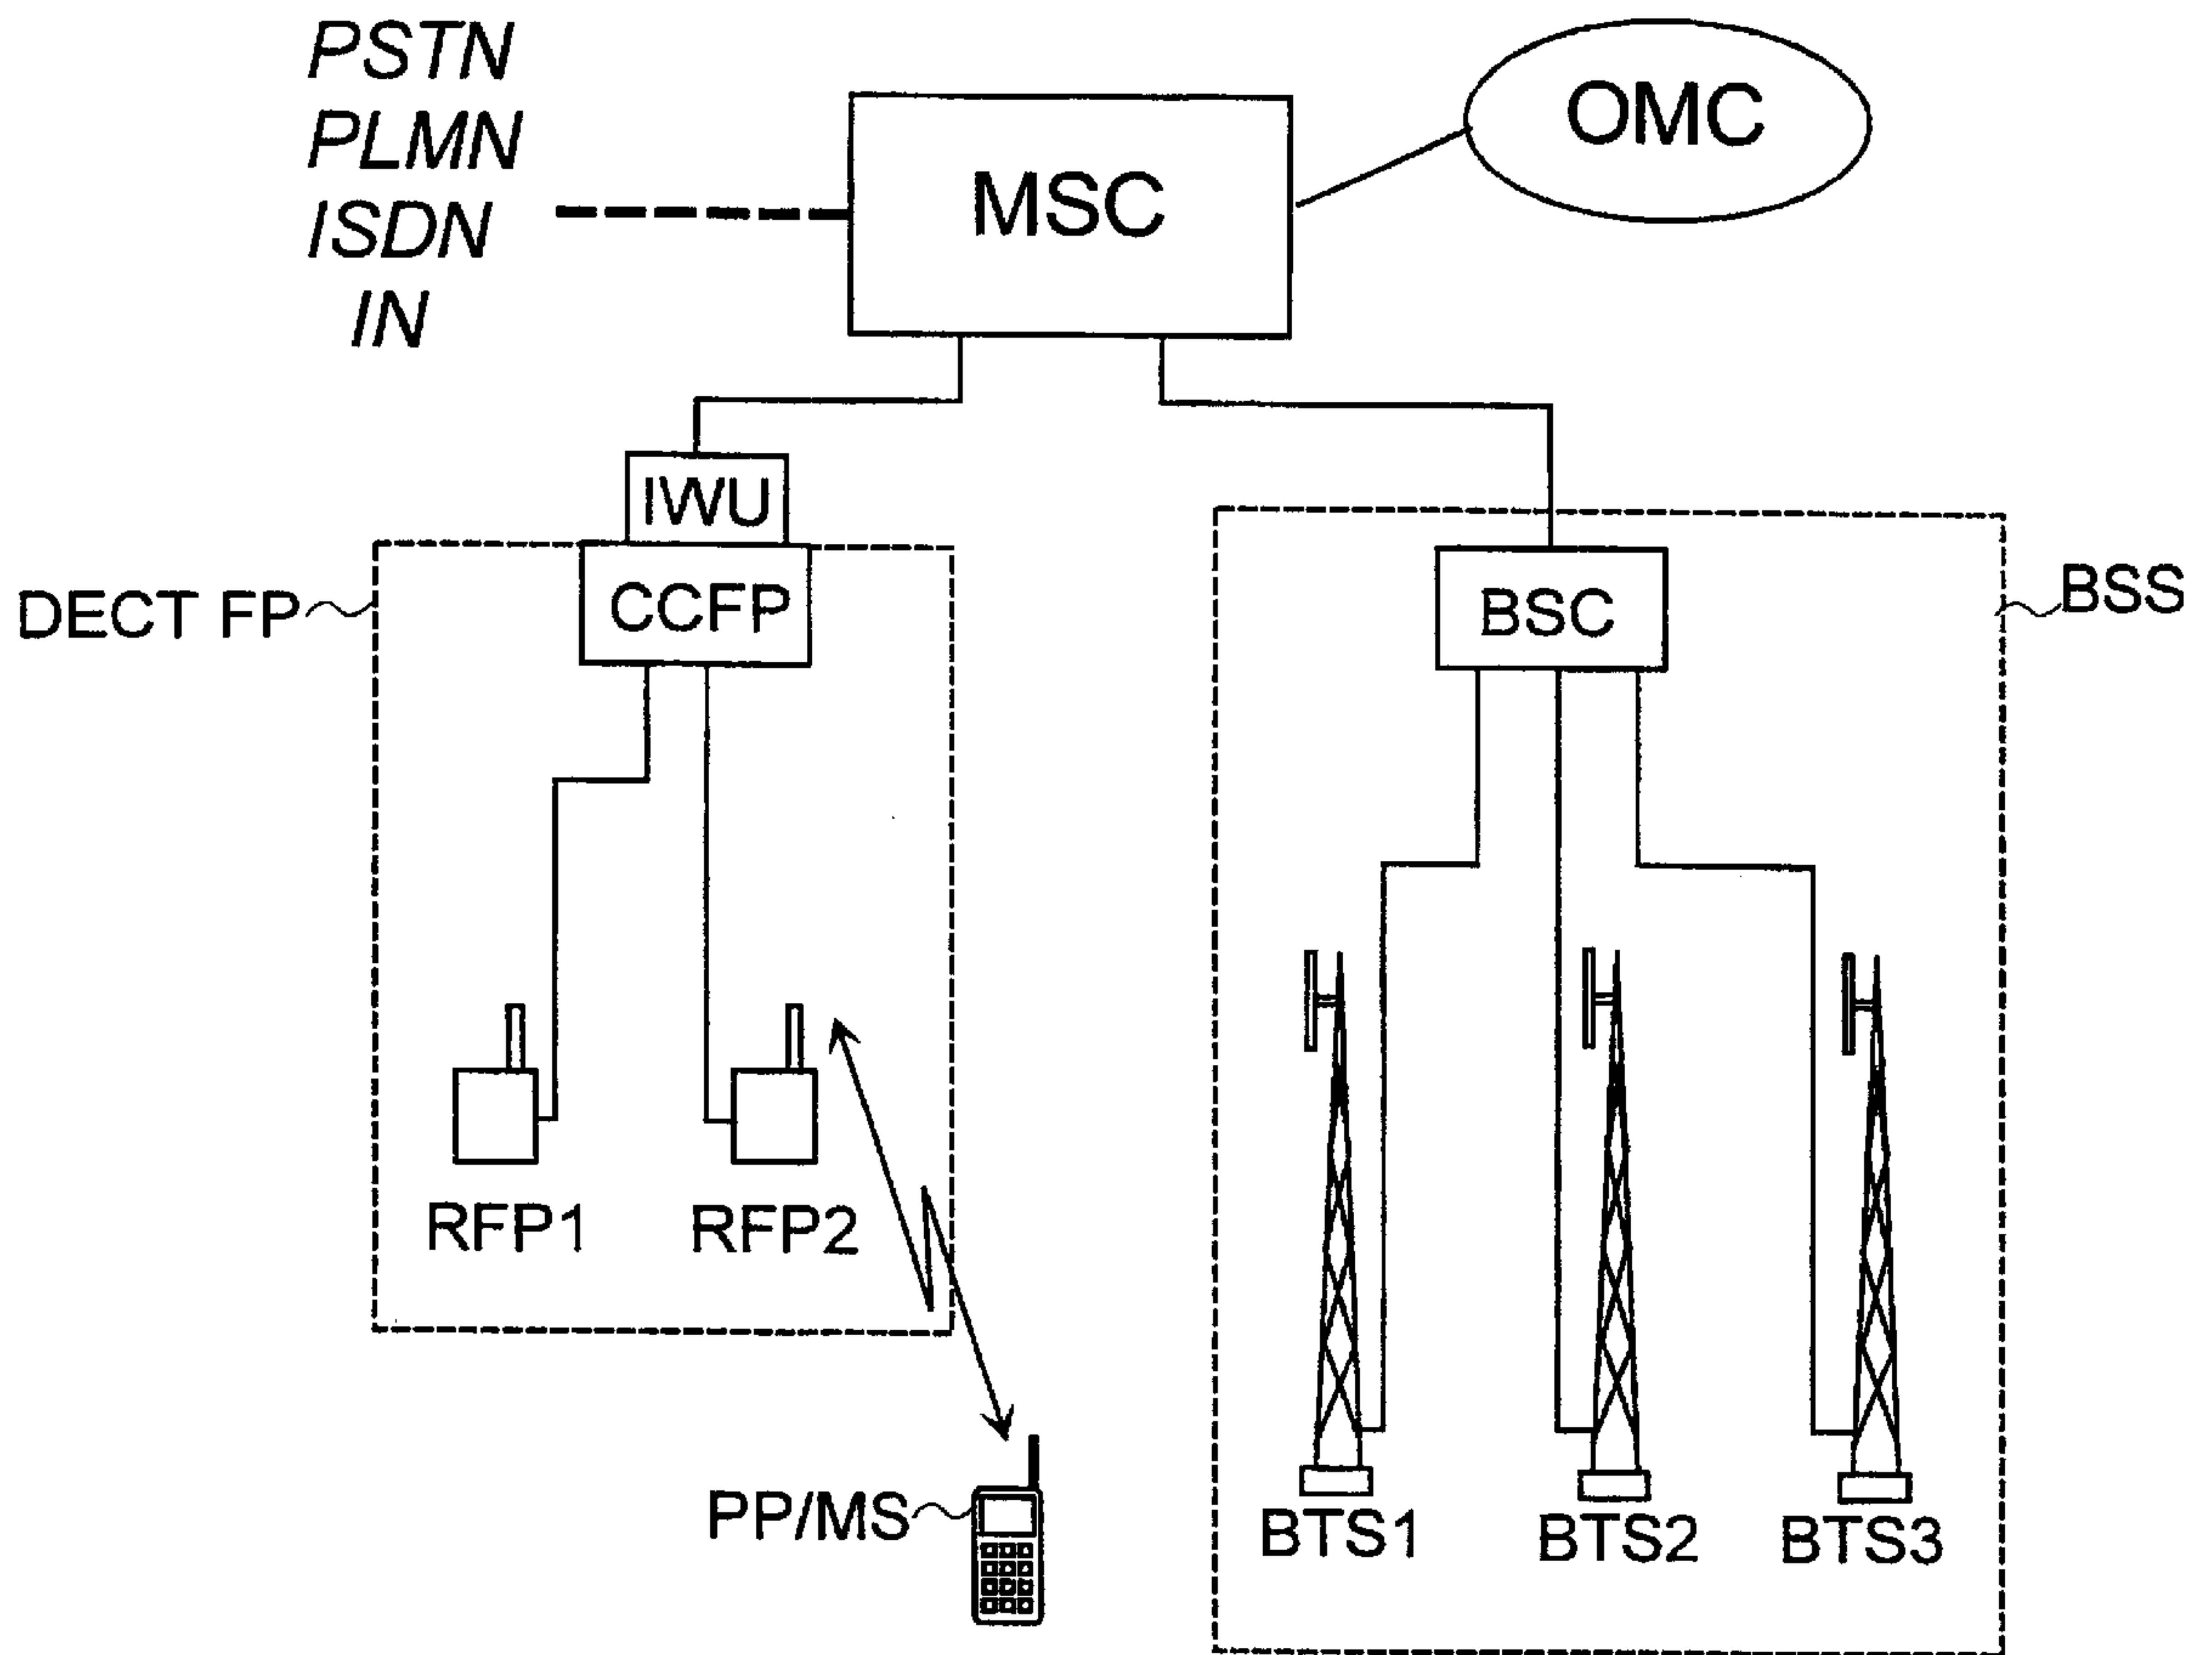 PSTN
PLMN
ISDN
IN
MSC
OMC
IWU
DECT FP
CCFP
BSC
BSS
RFP1
RFP2
PP/MS
BTS1
BTS2
BTS3